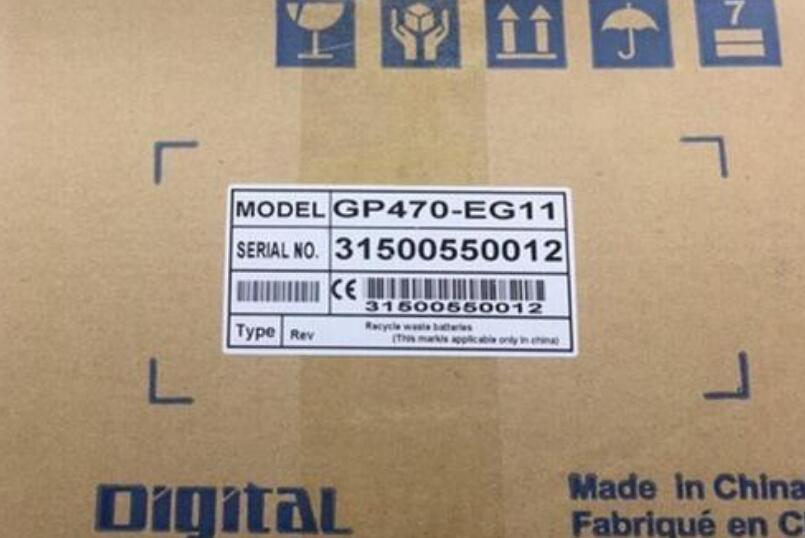 7
MODEL GP470-EG11
SERIAL NO. 31500550012
CE
31500550012
Type Rev Recycle waste batteries
(This markis applicable only in china)
Digital
Made in China
Fabriqué en C